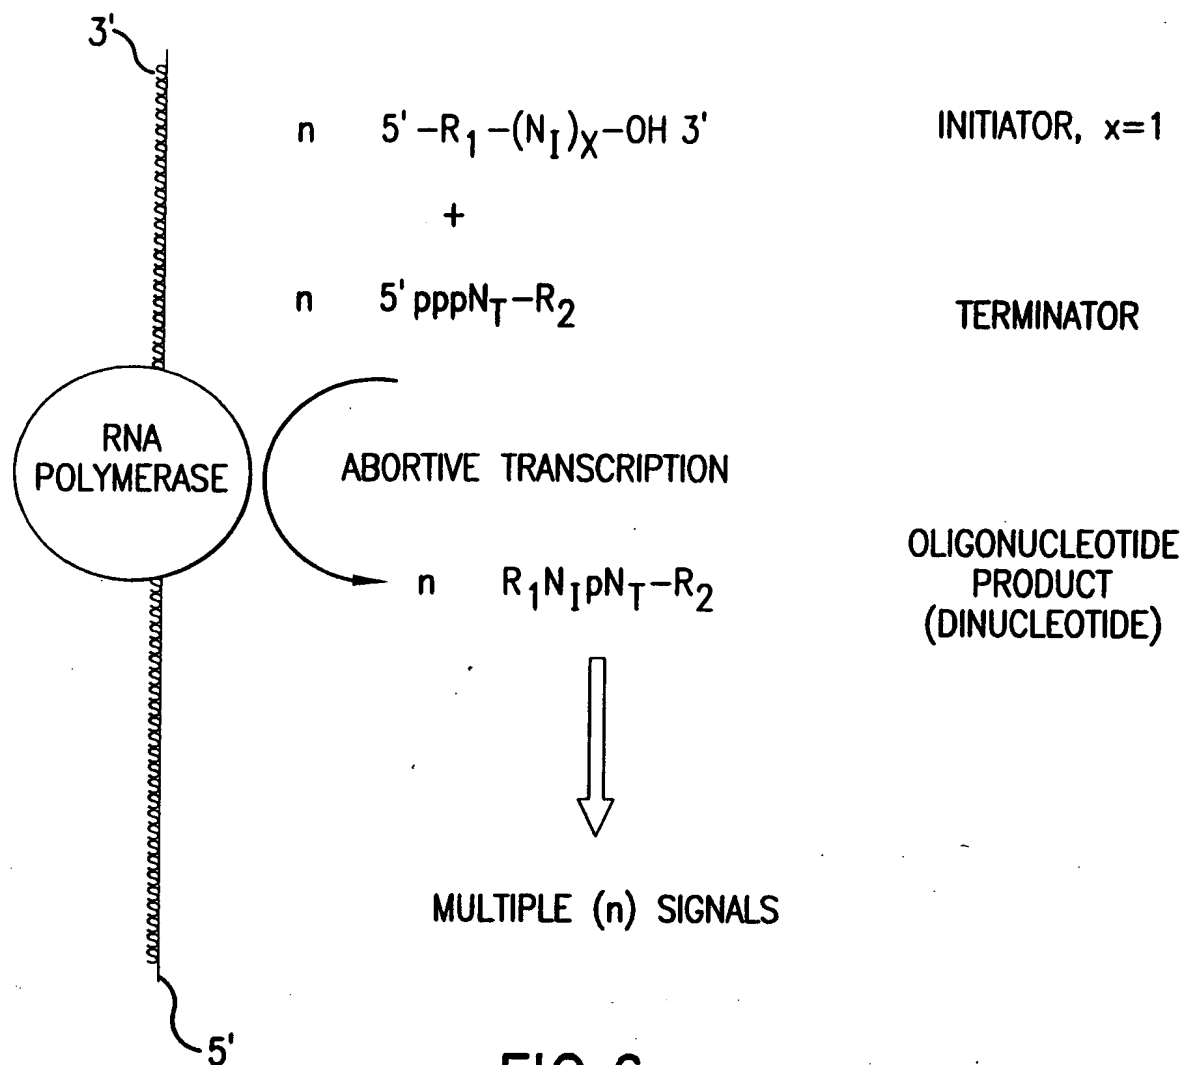 3'
n 5' –R1 –(NI)X–OH 3' INITIATOR, x=1
+
n 5' pppNT–R2 TERMINATOR
RNA
POLYMERASE
ABORTIVE TRANSCRIPTION
n R1NIpNT–R2
OLIGONUCLEOTIDE
PRODUCT
(DINUCLEOTIDE)
MULTIPLE (n) SIGNALS
5'